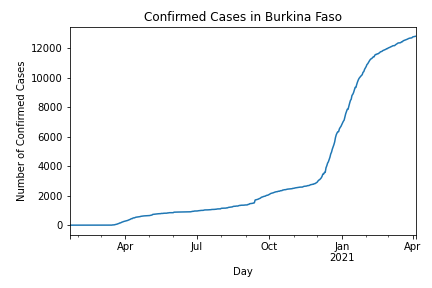 Confirmed Cases in Burkina Faso
Number of Confirmed Cases
12000
10000
8000
6000
4000
2000
0
Apr
Jul
Oct
Jan
2021
Apr
Day